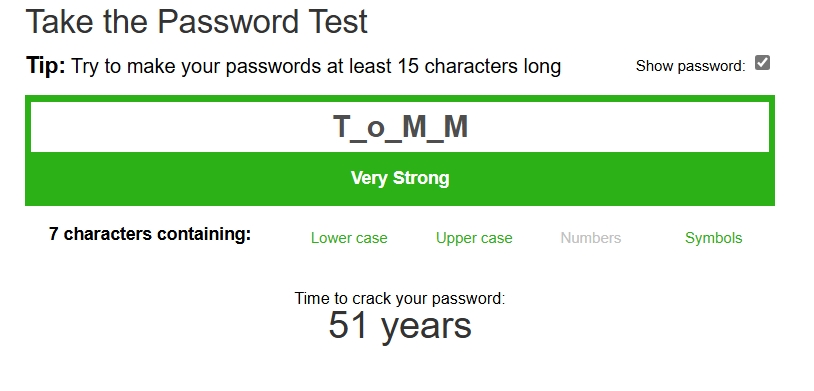 Take the Password Test
Tip: Try to make your passwords at least 15 characters long
Show password:
T_o_M_M
Very Strong
7 characters containing: Lower case Upper case Numbers Symbols
Time to crack your password:
51 years